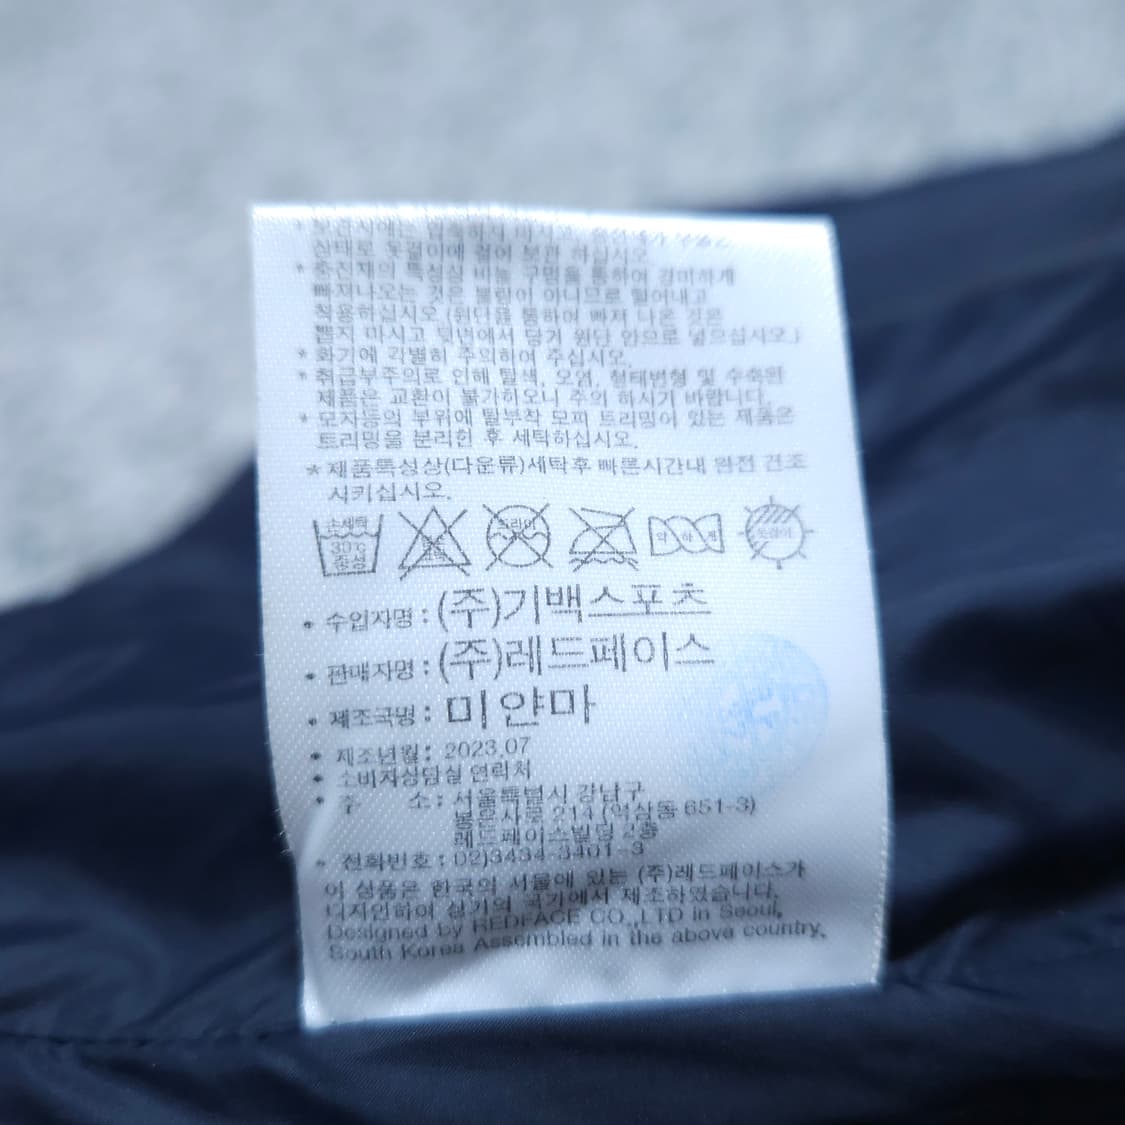 상태로 옷걸이에 걸어 보관 하십시오
* 충전재의 특성상 바늘 구멍을 통하여 경미하게
빠져나오는 것은 불량이 아니므로 털어내고
착용하십시오.(원단을 통하여 빠져 나온 것은
뽑지 마시고 뒷면에서 당겨 원단 안으로 넣으십시오.)
* 화기에 각별히 주의하여 주십시오.
* 취급부주의로 인해 탈색, 오염, 형태변형 및 수축된
제품은 교환이 불가하오니 주의 하시기 바랍니다.
* 모자등의 부위에 탈부착 모피 트리밍이 있는 제품은
트리밍을 분리한 후 세탁하십시오.
* 제품특성상(다운류)세탁후 빠른시간내 완전 건조
시키십시오.
손세탁 30℃ 중성 드라이 약하게 옷걸이
• 수입자명 : (주)기백스포츠
• 판매자명 : (주)레드페이스
• 제조국명 : 미얀마
• 제조년월 : 2023.07
• 소비자상담실 연락처
• 주 소 : 서울특별시 강남구
봉은사로 214 (역삼동 651-3)
레드페이스빌딩 2층
• 전화번호 : 02)3434-3401~3
이 상품은 한국의 서울에 있는 (주)레드페이스가
디자인하여 상기의 국가에서 제조하였습니다.
Designed by REDFACE CO.,LTD in Seoul,
South Korea Assembled in the above country.